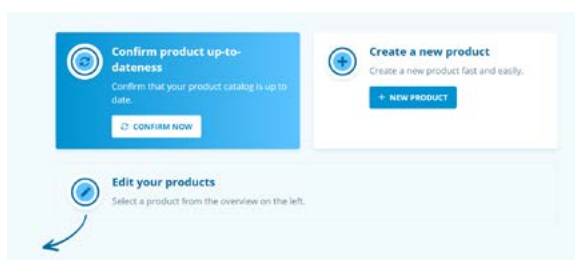 Confirm product up-to-
dateness
Confirm that your product catalog is up to
date.
CONFIRM NOW
Create a new product
Create a new product fast and easily.
+ NEW PRODUCT
Edit your products
Select a product from the overview on the left.